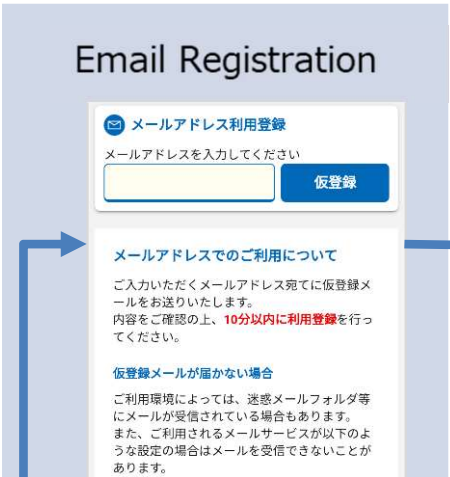 Email Registration
メールアドレス利用登録
メールアドレスを入力してください
仮登録
メールアドレスでのご利用について
ご入力いただくメールアドレス宛てに仮登録メ
ールをお送りいたします。
内容をご確認の上、10分以内に利用登録を行っ
てください。
仮登録メールが届かない場合
ご利用環境によっては、迷惑メールフォルダ等
にメールが受信されている場合もあります。
また、ご利用されるメールサービスが以下のよ
うな設定の場合はメールを受信できないことが
あります。